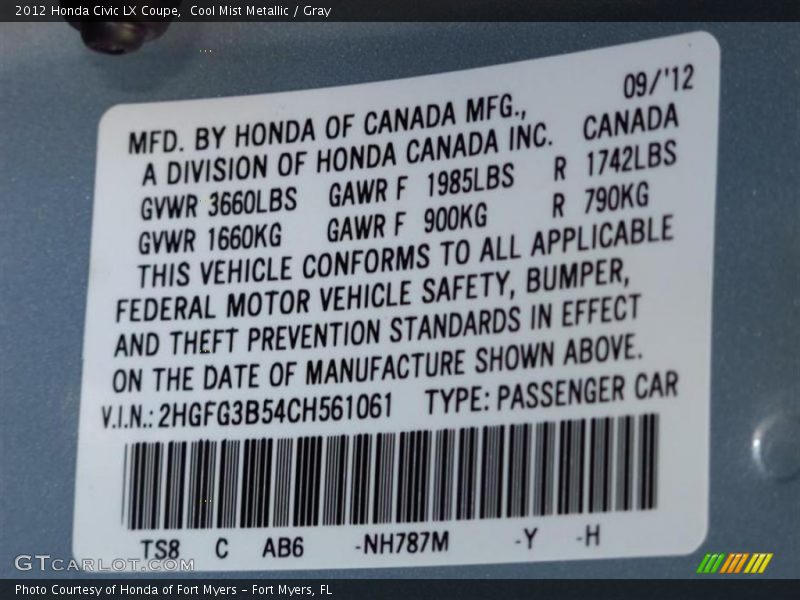 2012 Honda Civic LX Coupe,  Cool Mist Metallic / Gray
09/'12
MFD. BY HONDA OF CANADA MFG.,
A DIVISION OF HONDA CANADA INC. CANADA
GVWR 3660LBS GAWR F 1985LBS R 1742LBS
GVWR 1660KG GAWR F 900KG R 790KG
THIS VEHICLE CONFORMS TO ALL APPLICABLE
FEDERAL MOTOR VEHICLE SAFETY, BUMPER,
AND THEFT PREVENTION STANDARDS IN EFFECT
ON THE DATE OF MANUFACTURE SHOWN ABOVE.
V.I.N.: 2HGFG3B54CH561061 TYPE: PASSENGER CAR
TS8 C AB6 -NH787M -Y -H
GTCARLOT.COM
Photo Courtesy of Honda of Fort Myers – Fort Myers, FL